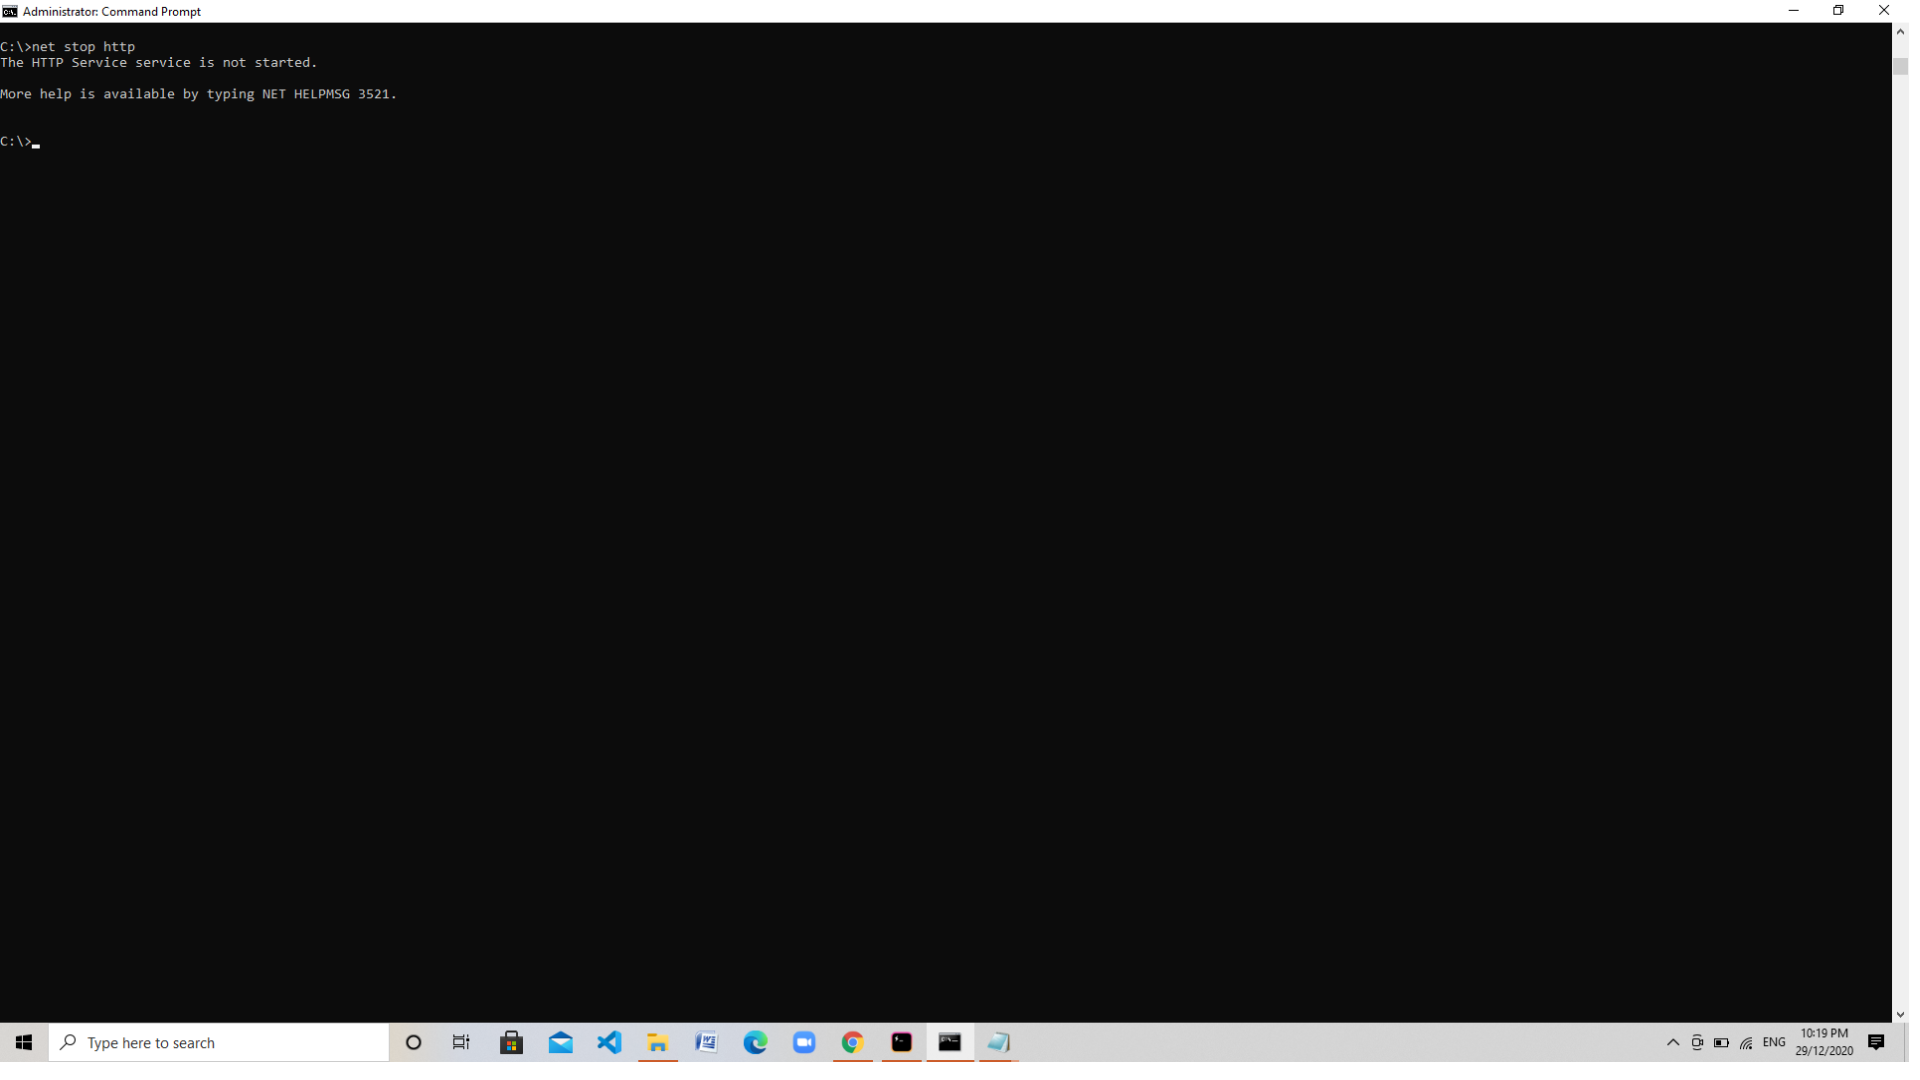 Administrator: Command Prompt
C:\>net stop http
The HTTP Service service is not started.
More help is available by typing NET HELPMSG 3521.
C:\>
Type here to search
ENG
10:19 PM
29/12/2020